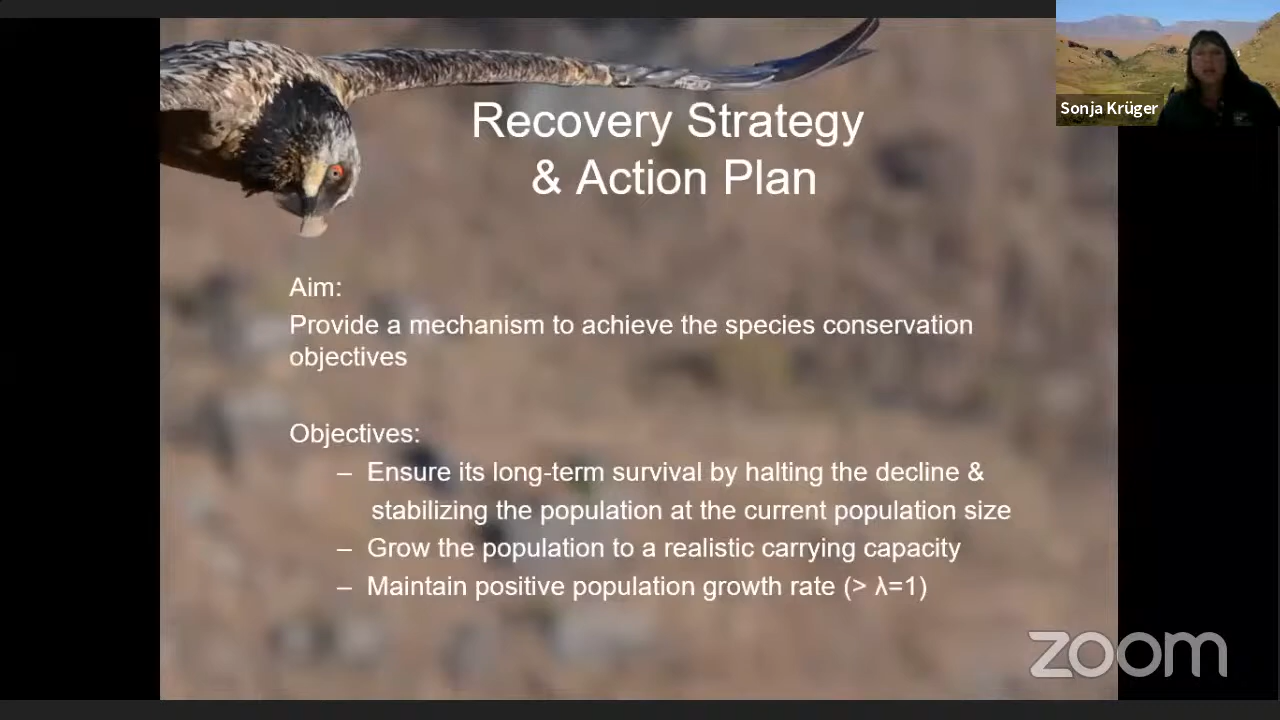 Sonja Krüger
Recovery Strategy
& Action Plan
Aim:
Provide a mechanism to achieve the species conservation
objectives
Objectives:
– Ensure its long-term survival by halting the decline &
stabilizing the population at the current population size
– Grow the population to a realistic carrying capacity
– Maintain positive population growth rate (> λ=1)
zoom